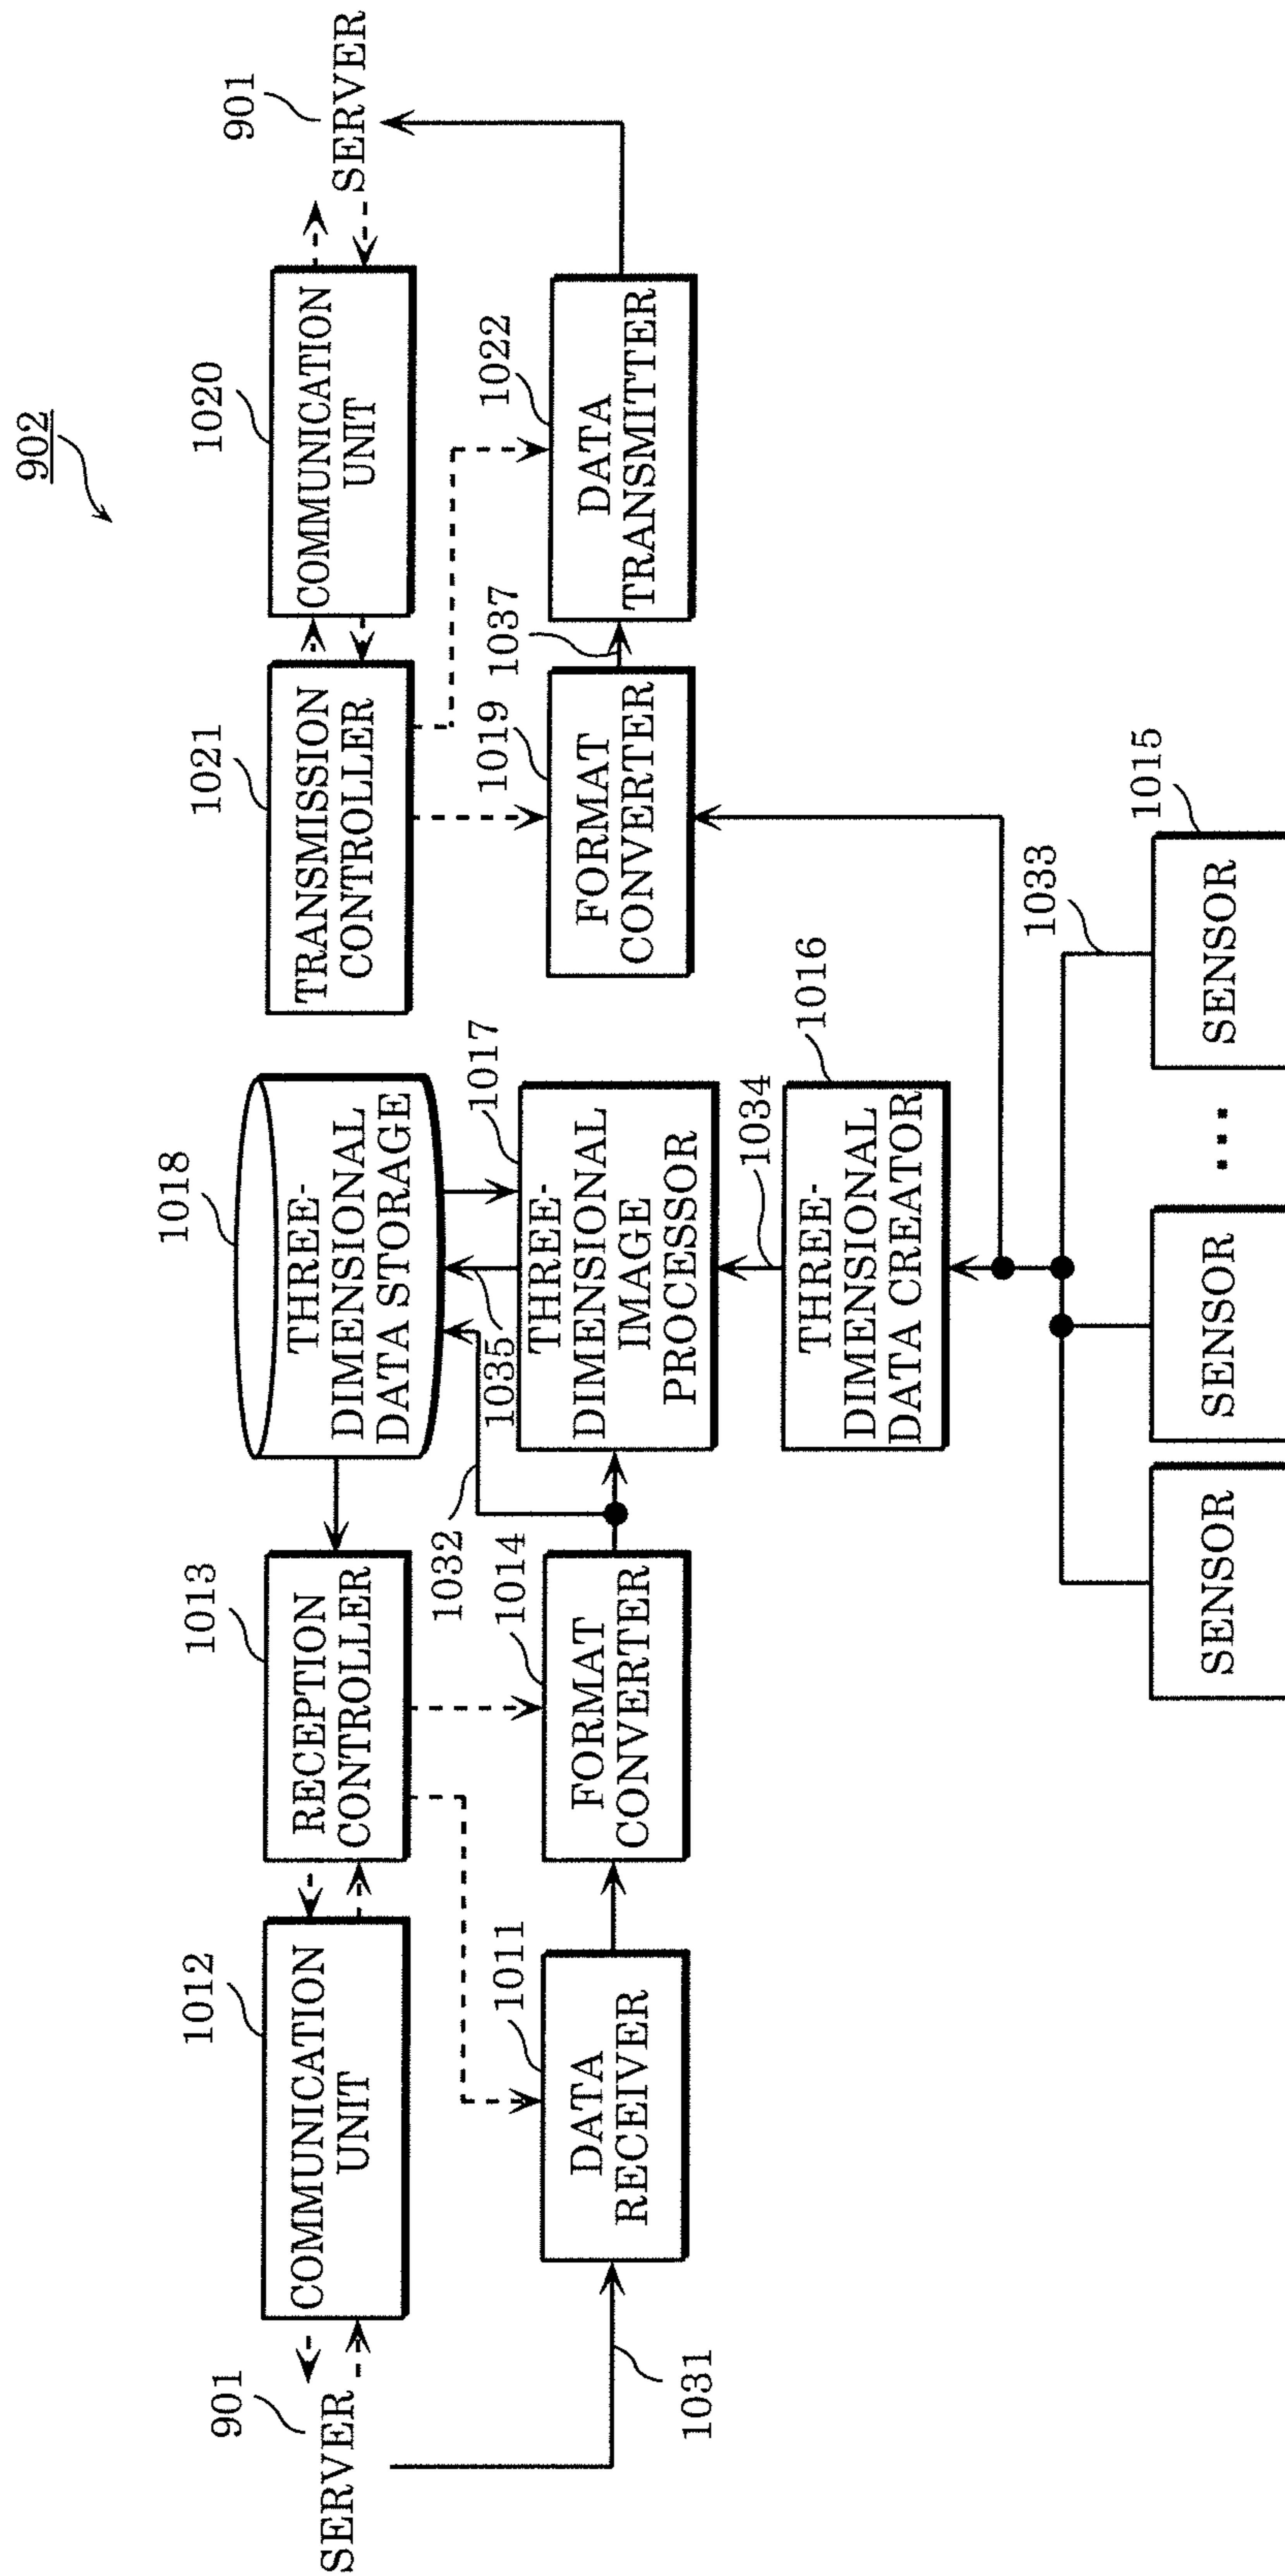 902
901
SERVER
1012
COMMUNICATION
UNIT
1013
RECEPTION
CONTROLLER
1018
THREE-
DIMENSIONAL
DATA STORAGE
1021
TRANSMISSION
CONTROLLER
1020
COMMUNICATION
UNIT
901
SERVER
1031
1011
DATA
RECEIVER
1014
FORMAT
CONVERTER
1032
1035
1017
THREE-
DIMENSIONAL
IMAGE
PROCESSOR
1019
FORMAT
CONVERTER
1037
1022
DATA
TRANSMITTER
1034
1016
THREE-
DIMENSIONAL
DATA CREATOR
1033
1015
SENSOR
SENSOR
...
SENSOR